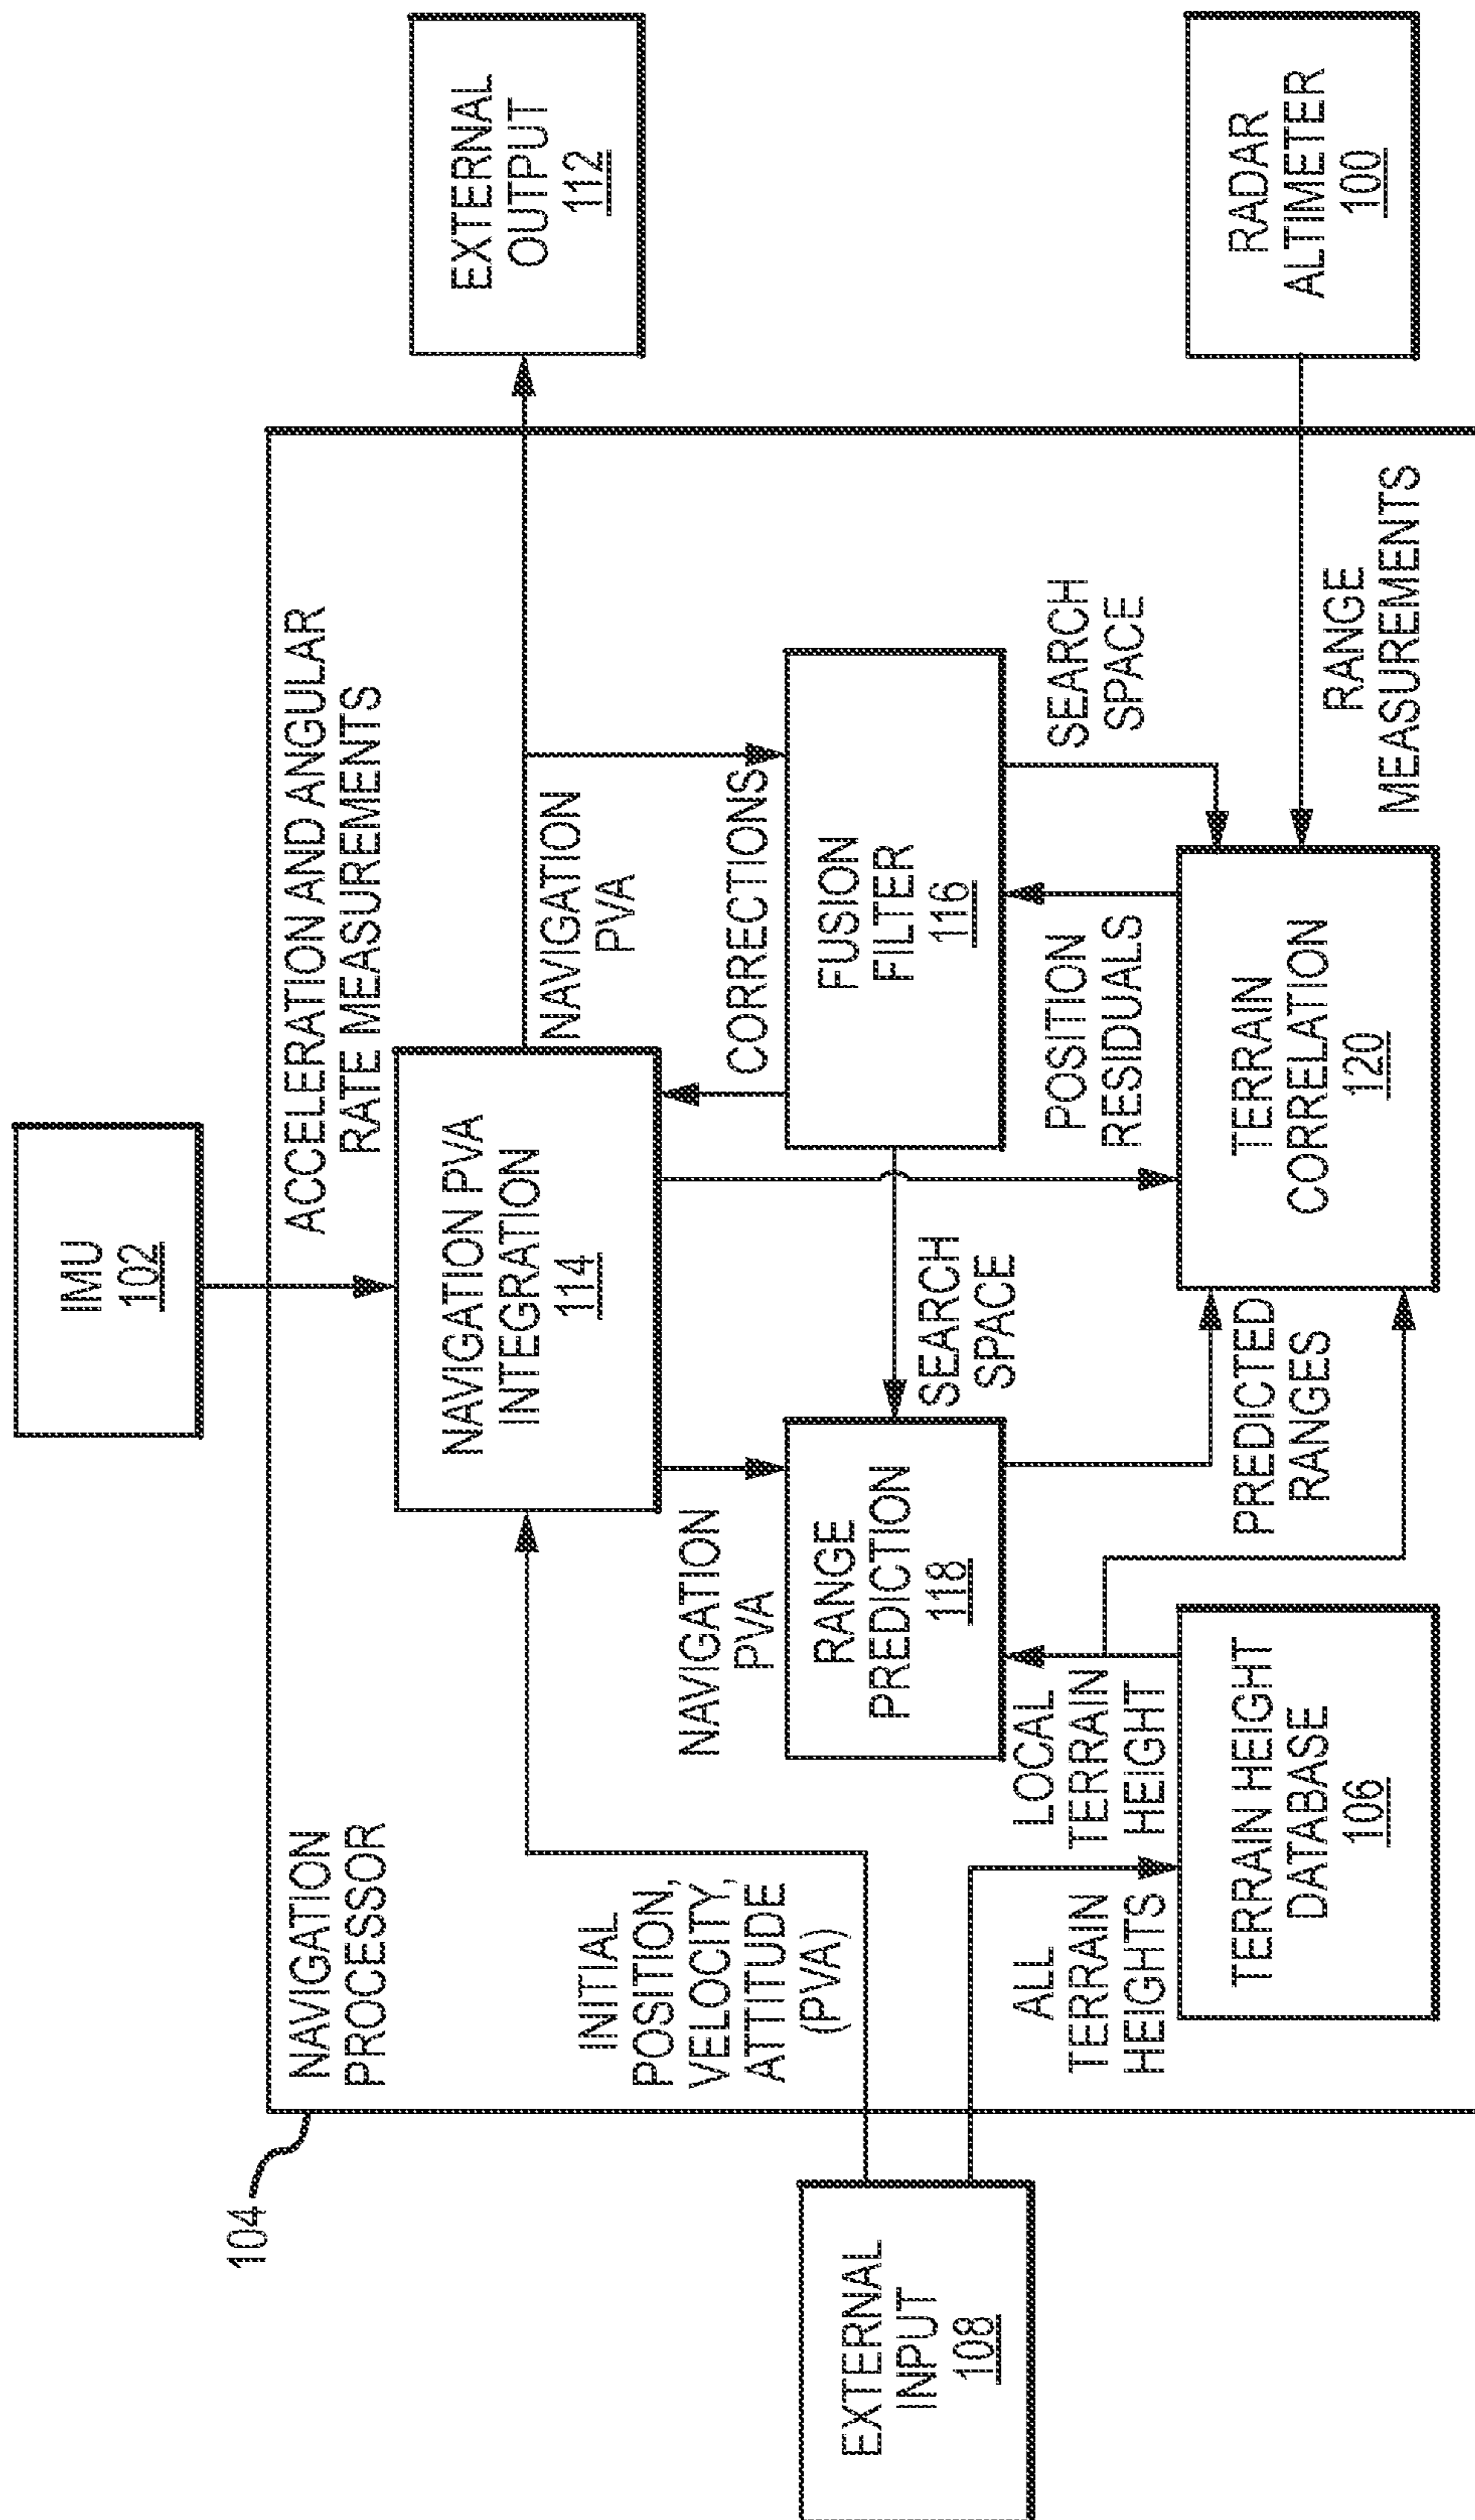 IMU
102
104
NAVIGATION
PROCESSOR
ACCELERATION AND ANGULAR
RATE MEASUREMENTS
EXTERNAL
OUTPUT
112
NAVIGATION PVA
INTEGRATION
114
NAVIGATION
PVA
INITIAL
POSITION,
VELOCITY,
ATTITUDE
(PVA)
NAVIGATION
PVA
CORRECTIONS
EXTERNAL
INPUT
108
RANGE
PREDICTION
118
SEARCH
SPACE
FUSION
FILTER
116
ALL
TERRAIN
HEIGHTS
LOCAL
TERRAIN
HEIGHT
POSITION
RESIDUALS
SEARCH
SPACE
TERRAIN HEIGHT
DATABASE
106
PREDICTED
RANGES
TERRAIN
CORRELATION
120
RANGE
MEASUREMENTS
RADAR
ALTIMETER
100